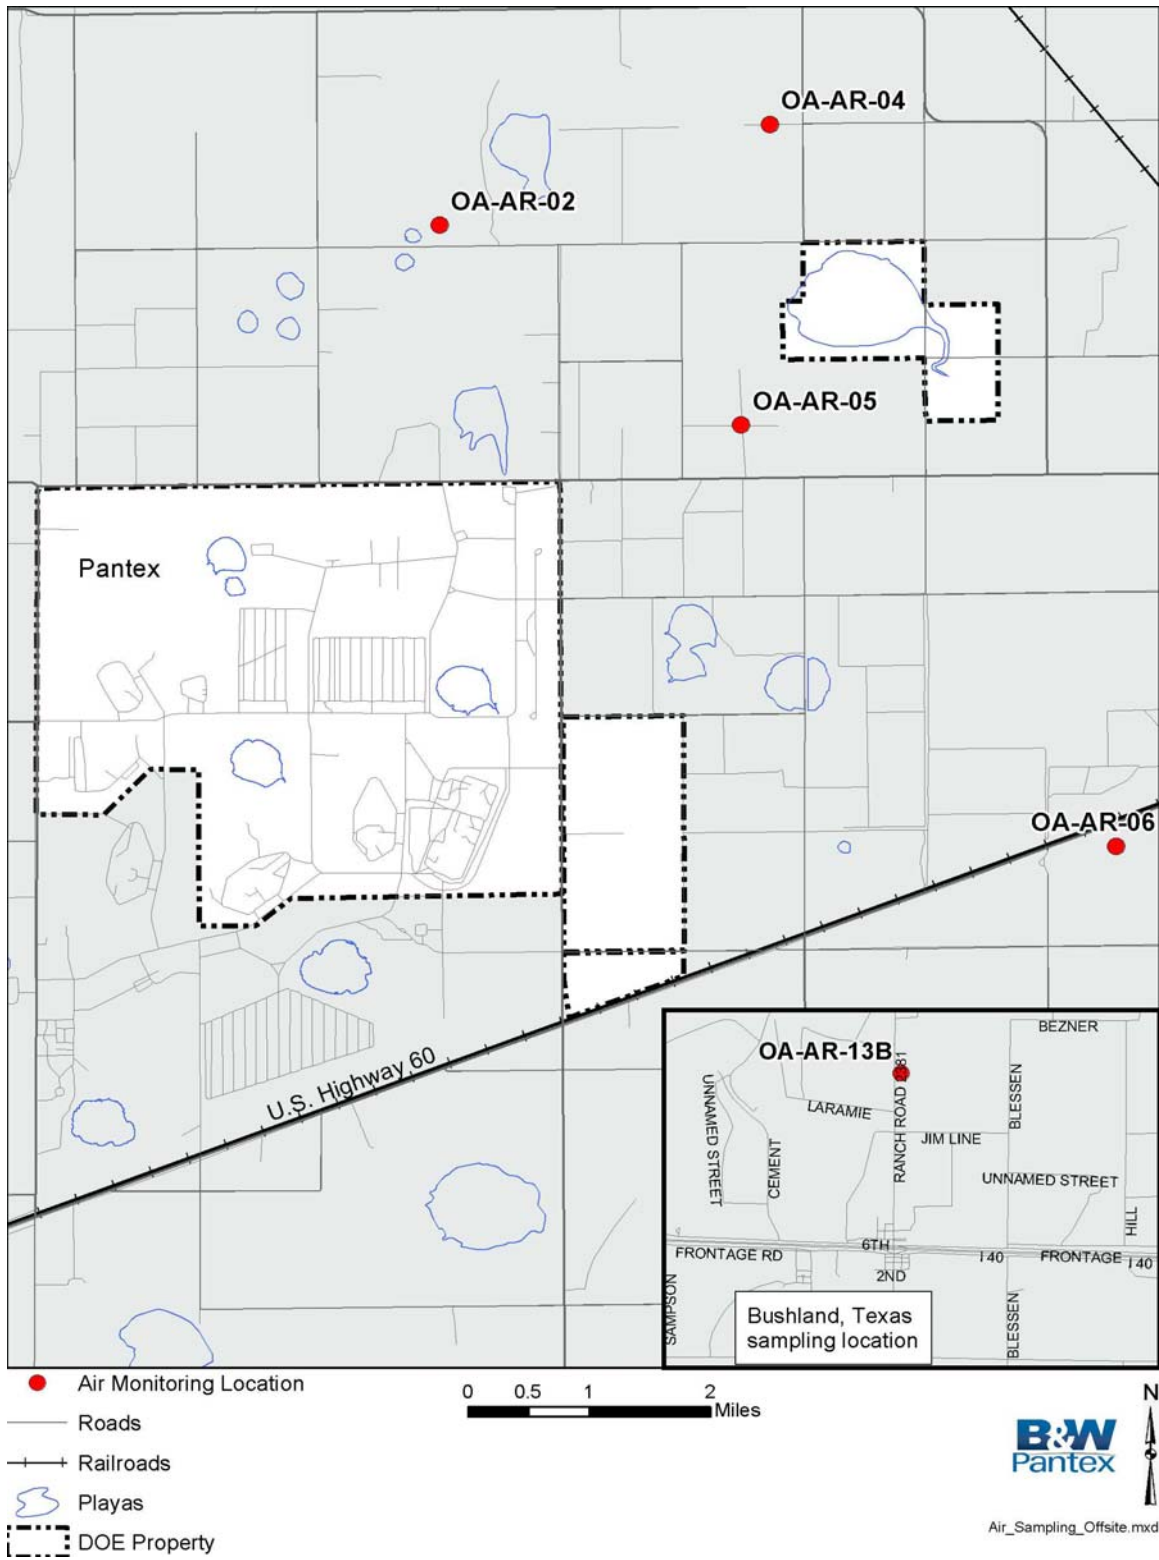 OA-AR-04
OA-AR-02
OA-AR-05
Pantex
OA-AR-06
U.S. Highway 60
BEZNER
OA-AR-13B
RANCH ROAD 2381
UNNAMED STREET
LARAMIE
BLESSEN
JIM LINE
CEMENT
UNNAMED STREET
HILL
6TH
FRONTAGE RD
I 40
FRONTAGE
I 40
2ND
SAMPSON
BLESSEN
Bushland, Texas
sampling location
Air Monitoring Location
Roads
Railroads
Playas
DOE Property
0 0.5 1 2
Miles
N
B&W
Pantex
Air_Sampling_Offsite.mxd